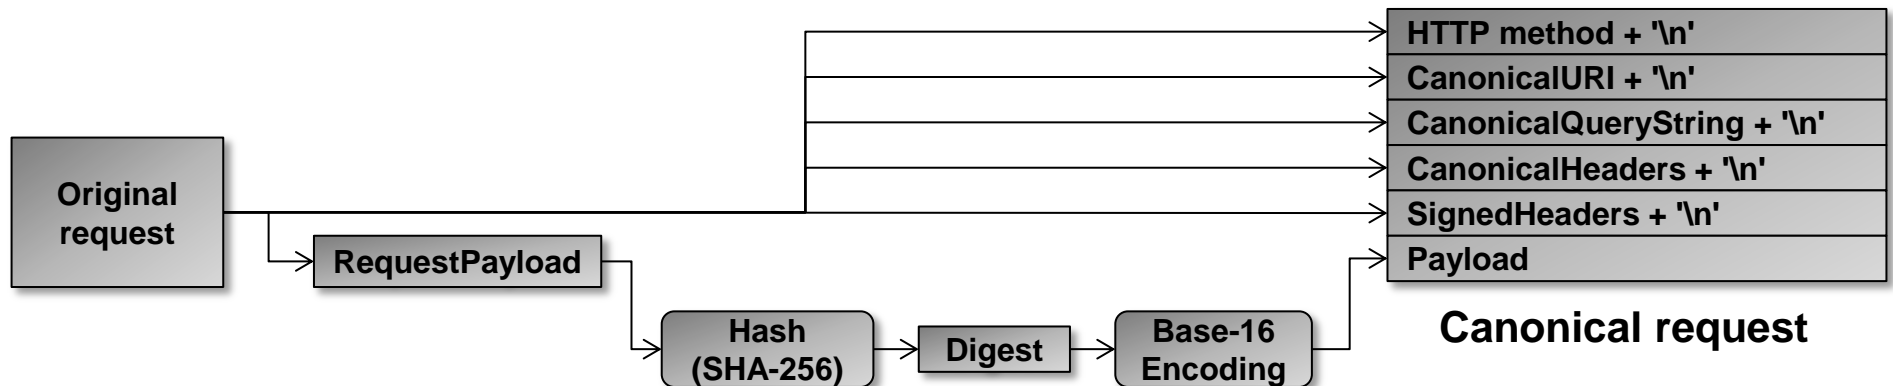 HTTP method + '\n'
CanonicalURI + '\n'
CanonicalQueryString + '\n'
CanonicalHeaders + '\n'
SignedHeaders + '\n'
Payload
Original
request
RequestPayload
Hash
(SHA-256)
Digest
Base-16
Encoding
Canonical request